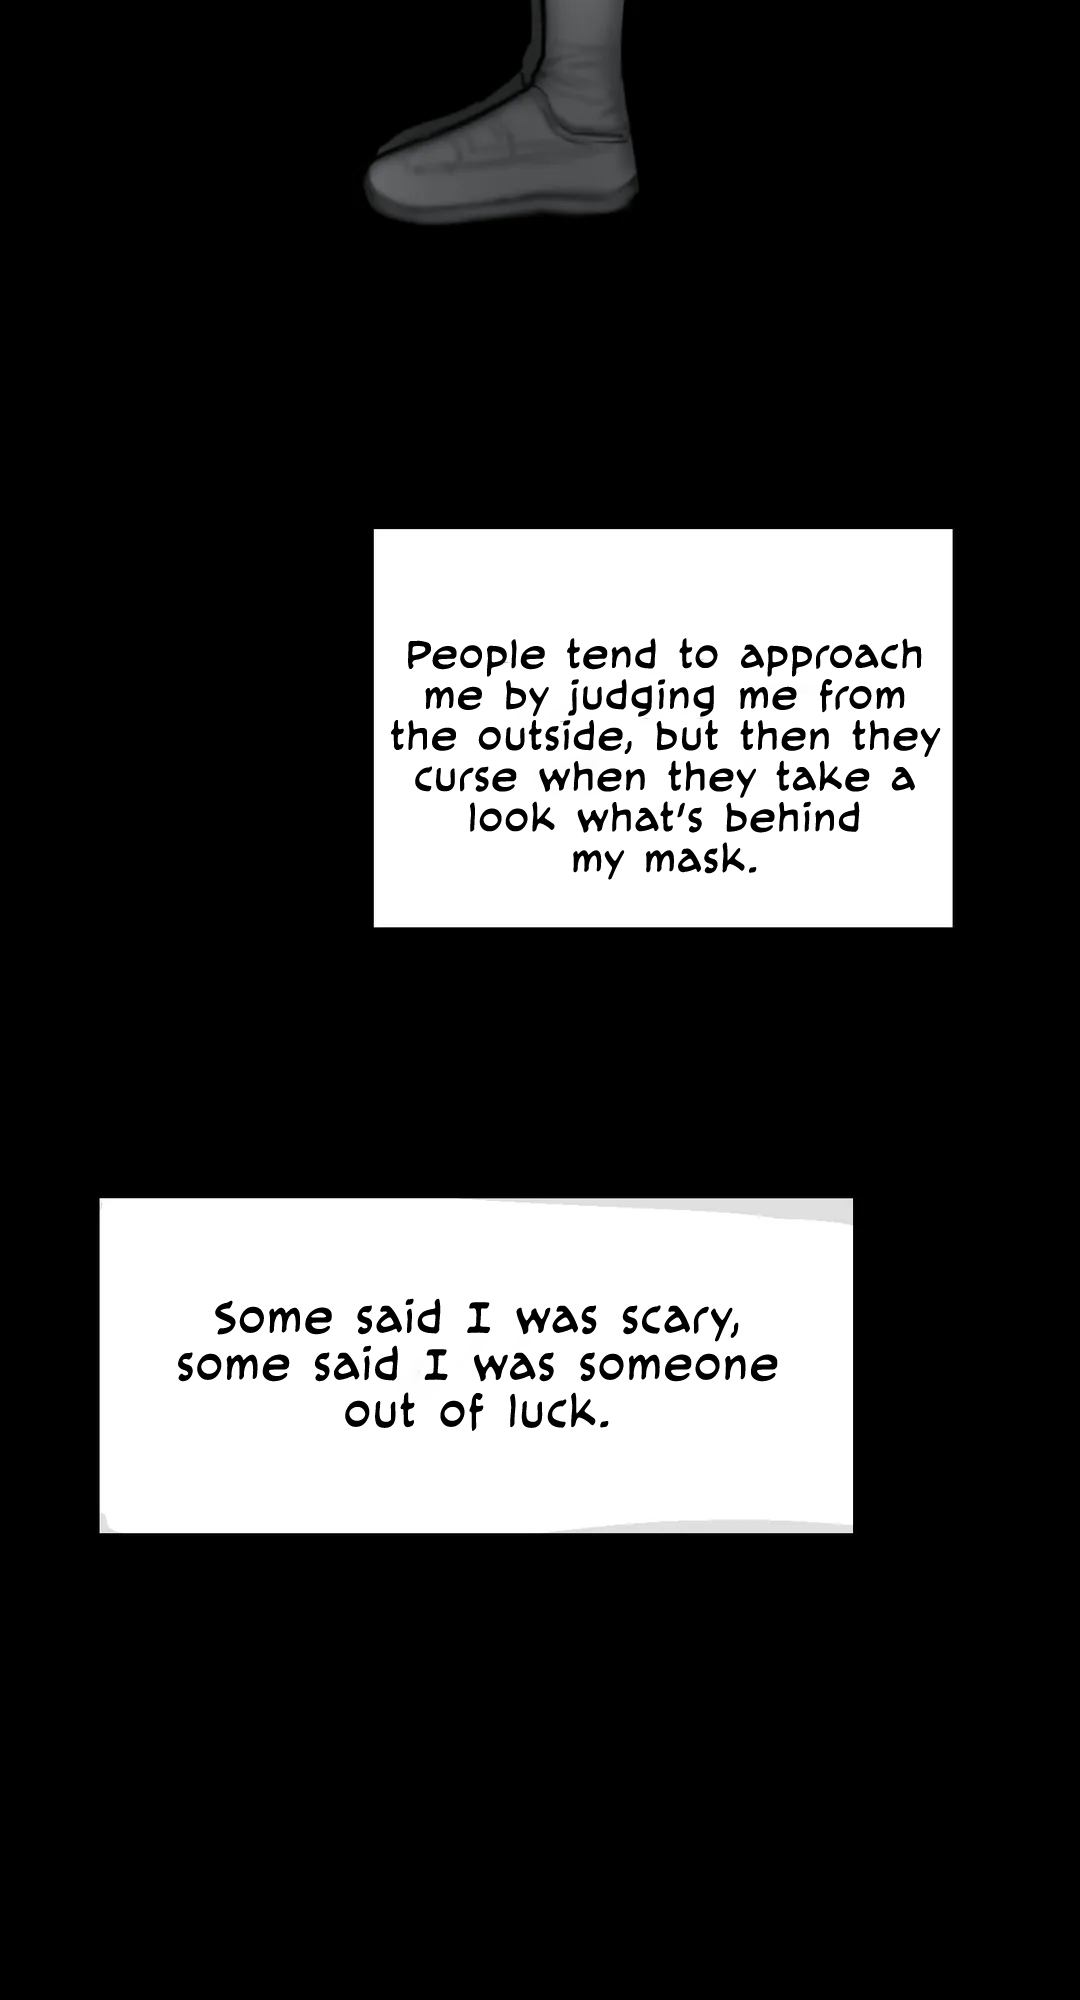 People tend to approach
me by judging me from
the outside, but then they
curse when they take a
look what's behind
my mask.
Some said I was scary,
some said I was someone
out of luck.